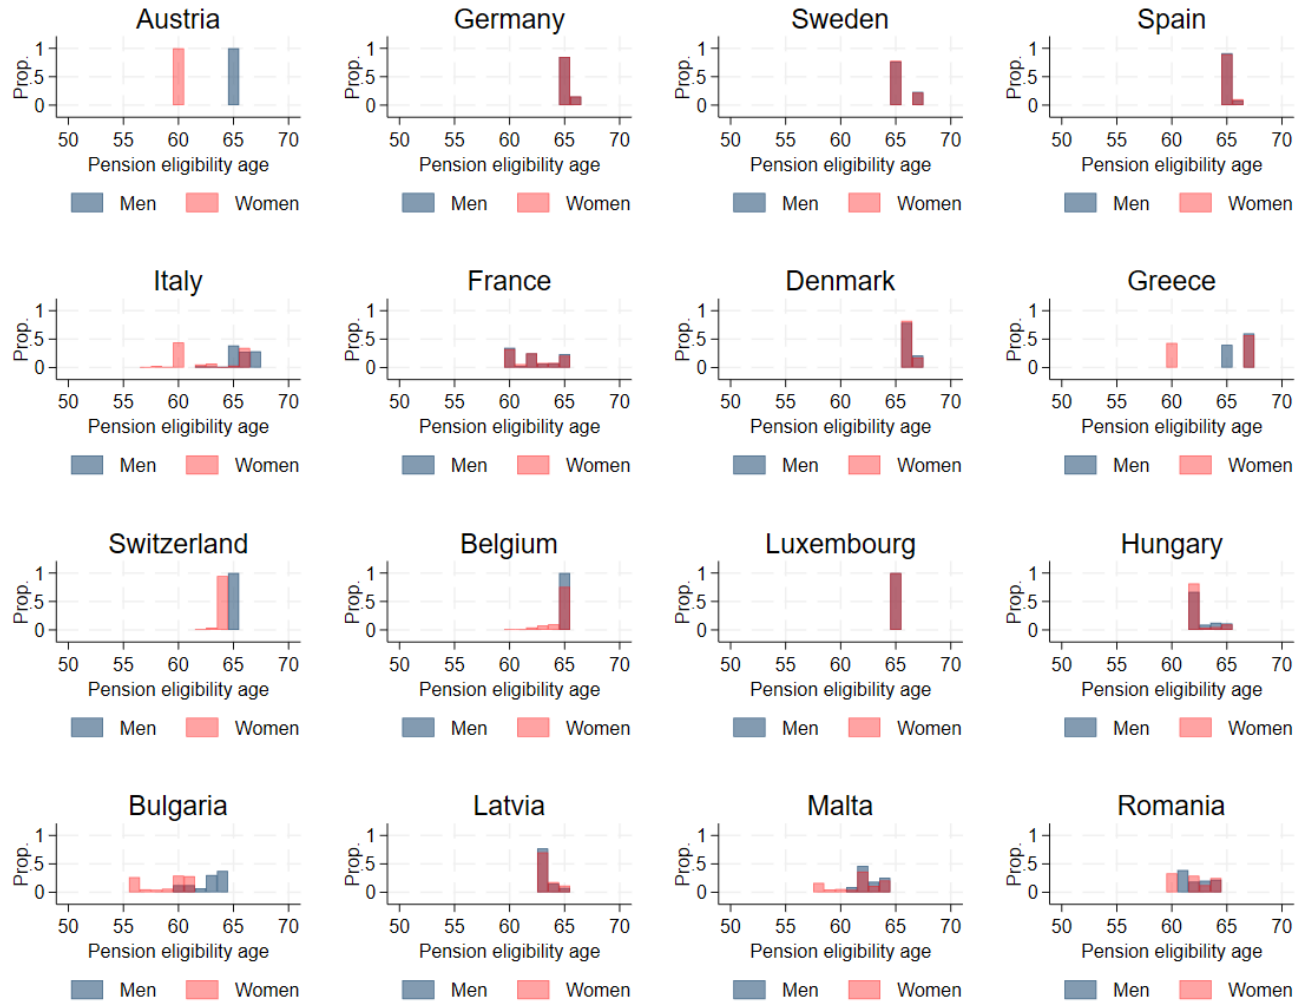 Austria
Prop.
1
.5
0
50 55 60 65 70
Pension eligibility age
Men Women
Germany
Prop.
1
.5
0
50 55 60 65 70
Pension eligibility age
Men Women
Sweden
Prop.
1
.5
0
50 55 60 65 70
Pension eligibility age
Men Women
Spain
Prop.
1
.5
0
50 55 60 65 70
Pension eligibility age
Men Women
Italy
Prop.
1
.5
0
50 55 60 65 70
Pension eligibility age
Men Women
France
Prop.
1
.5
0
50 55 60 65 70
Pension eligibility age
Men Women
Denmark
Prop.
1
.5
0
50 55 60 65 70
Pension eligibility age
Men Women
Greece
Prop.
1
.5
0
50 55 60 65 70
Pension eligibility age
Men Women
Switzerland
Prop.
1
.5
0
50 55 60 65 70
Pension eligibility age
Men Women
Belgium
Prop.
1
.5
0
50 55 60 65 70
Pension eligibility age
Men Women
Luxembourg
Prop.
1
.5
0
50 55 60 65 70
Pension eligibility age
Men Women
Hungary
Prop.
1
.5
0
50 55 60 65 70
Pension eligibility age
Men Women
Bulgaria
Prop.
1
.5
0
50 55 60 65 70
Pension eligibility age
Men Women
Latvia
Prop.
1
.5
0
50 55 60 65 70
Pension eligibility age
Men Women
Malta
Prop.
1
.5
0
50 55 60 65 70
Pension eligibility age
Men Women
Romania
Prop.
1
.5
0
50 55 60 65 70
Pension eligibility age
Men Women